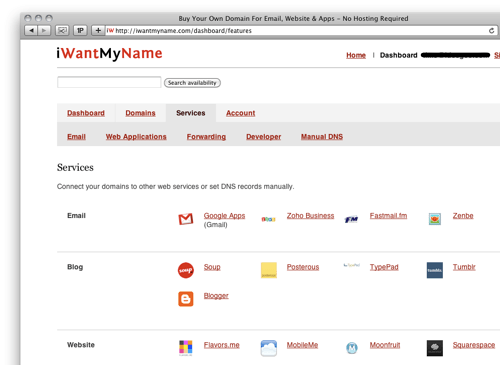 Buy Your Own Domain For Email, Website & Apps – No Hosting Required
1P
iW http://iwantmyname.com/dashboard/features
iWantMyName
Home | Dashboard
Search availability
Dashboard Domains Services Account
Email Web Applications Forwarding Developer Manual DNS
Services
Connect your domains to other web services or set DNS records manually.
Email Google Apps Zoho Business Fastmail.fm Zenbe
(Gmail)
Blog Soup Posterous TypePad Tumblr
Blogger
Website Flavors.me MobileMe Moonfruit Squarespace